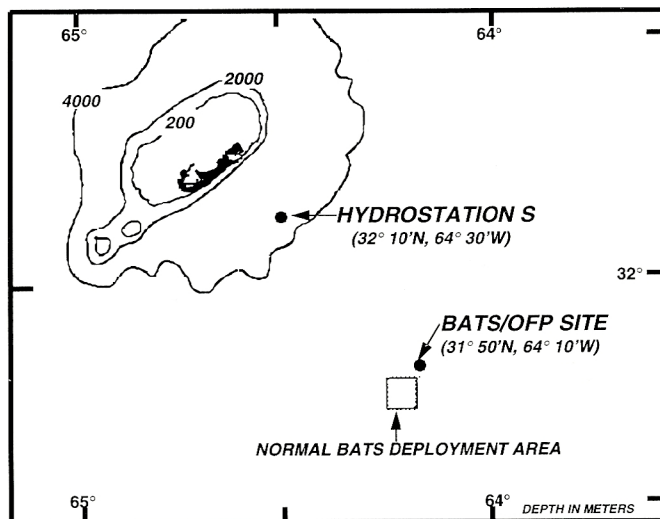 65°
64°
2000
4000
200
HYDROSTATION S
(32° 10'N, 64° 30'W)
32°
BATS/OFP SITE
(31° 50'N, 64° 10'W)
NORMAL BATS DEPLOYMENT AREA
65°
64°
DEPTH IN METERS